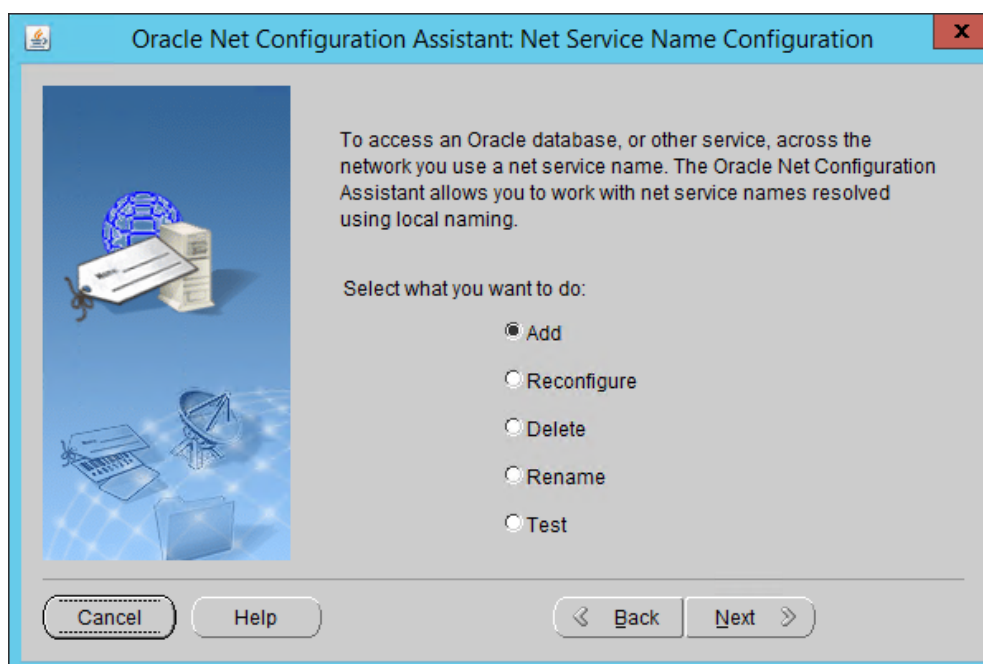 Oracle Net Configuration Assistant: Net Service Name Configuration
X
To access an Oracle database, or other service, across the
network you use a net service name. The Oracle Net Configuration
Assistant allows you to work with net service names resolved
using local naming.
Select what you want to do:
Add
Reconfigure
Delete
Rename
Test
Cancel Help Back Next